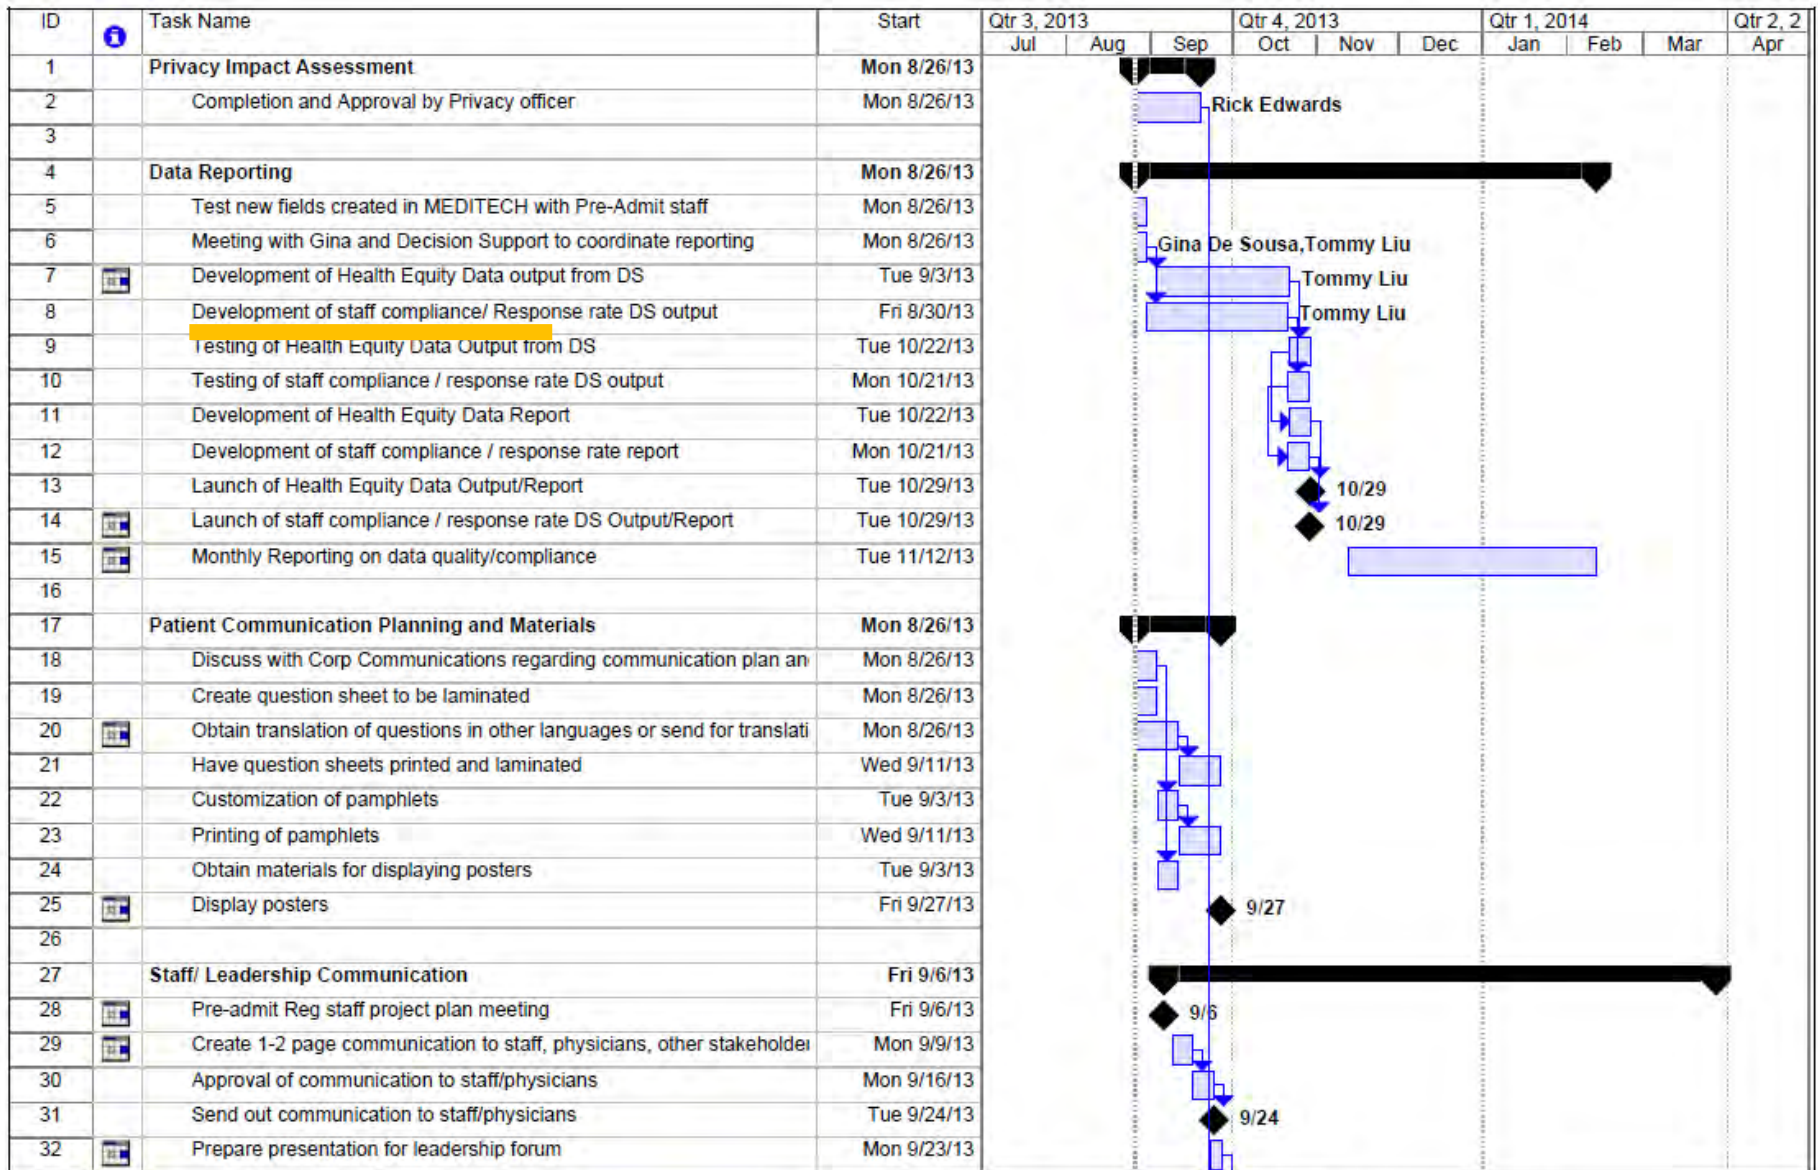 ID Task Name Start Qtr 3, 2013 Qtr 4, 2013 Qtr 1, 2014 Qtr 2, 2
Jul Aug Sep Oct Nov Dec Jan Feb Mar Apr
1 Privacy Impact Assessment Mon 8/26/13
2 Completion and Approval by Privacy officer Mon 8/26/13 Rick Edwards
3
4 Data Reporting Mon 8/26/13
5 Test new fields created in MEDITECH with Pre-Admit staff Mon 8/26/13
6 Meeting with Gina and Decision Support to coordinate reporting Mon 8/26/13 Gina De Sousa,Tommy Liu
7 Development of Health Equity Data output from DS Tue 9/3/13 Tommy Liu
8 Development of staff compliance/ Response rate DS output Fri 8/30/13 Tommy Liu
9 Testing of Health Equity Data Output from DS Tue 10/22/13
10 Testing of staff compliance / response rate DS output Mon 10/21/13
11 Development of Health Equity Data Report Tue 10/22/13
12 Development of staff compliance / response rate report Mon 10/21/13
13 Launch of Health Equity Data Output/Report Tue 10/29/13 10/29
14 Launch of staff compliance / response rate DS Output/Report Tue 10/29/13 10/29
15 Monthly Reporting on data quality/compliance Tue 11/12/13
16
17 Patient Communication Planning and Materials Mon 8/26/13
18 Discuss with Corp Communications regarding communication plan an Mon 8/26/13
19 Create question sheet to be laminated Mon 8/26/13
20 Obtain translation of questions in other languages or send for translati Mon 8/26/13
21 Have question sheets printed and laminated Wed 9/11/13
22 Customization of pamphlets Tue 9/3/13
23 Printing of pamphlets Wed 9/11/13
24 Obtain materials for displaying posters Tue 9/3/13
25 Display posters Fri 9/27/13 9/27
26
27 Staff/ Leadership Communication Fri 9/6/13
28 Pre-admit Reg staff project plan meeting Fri 9/6/13 9/6
29 Create 1-2 page communication to staff, physicians, other stakeholder Mon 9/9/13
30 Approval of communication to staff/physicians Mon 9/16/13
31 Send out communication to staff/physicians Tue 9/24/13 9/24
32 Prepare presentation for leadership forum Mon 9/23/13